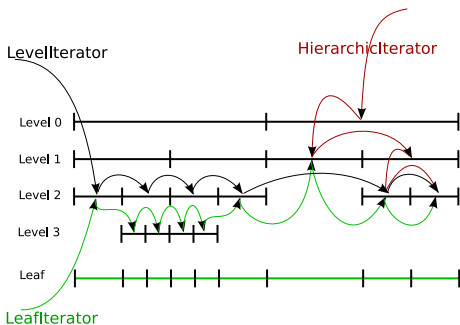 HierarchicIterator
LevelIterator
Level 0
Level 1
Level 2
Level 3
Leaf
LeafIterator